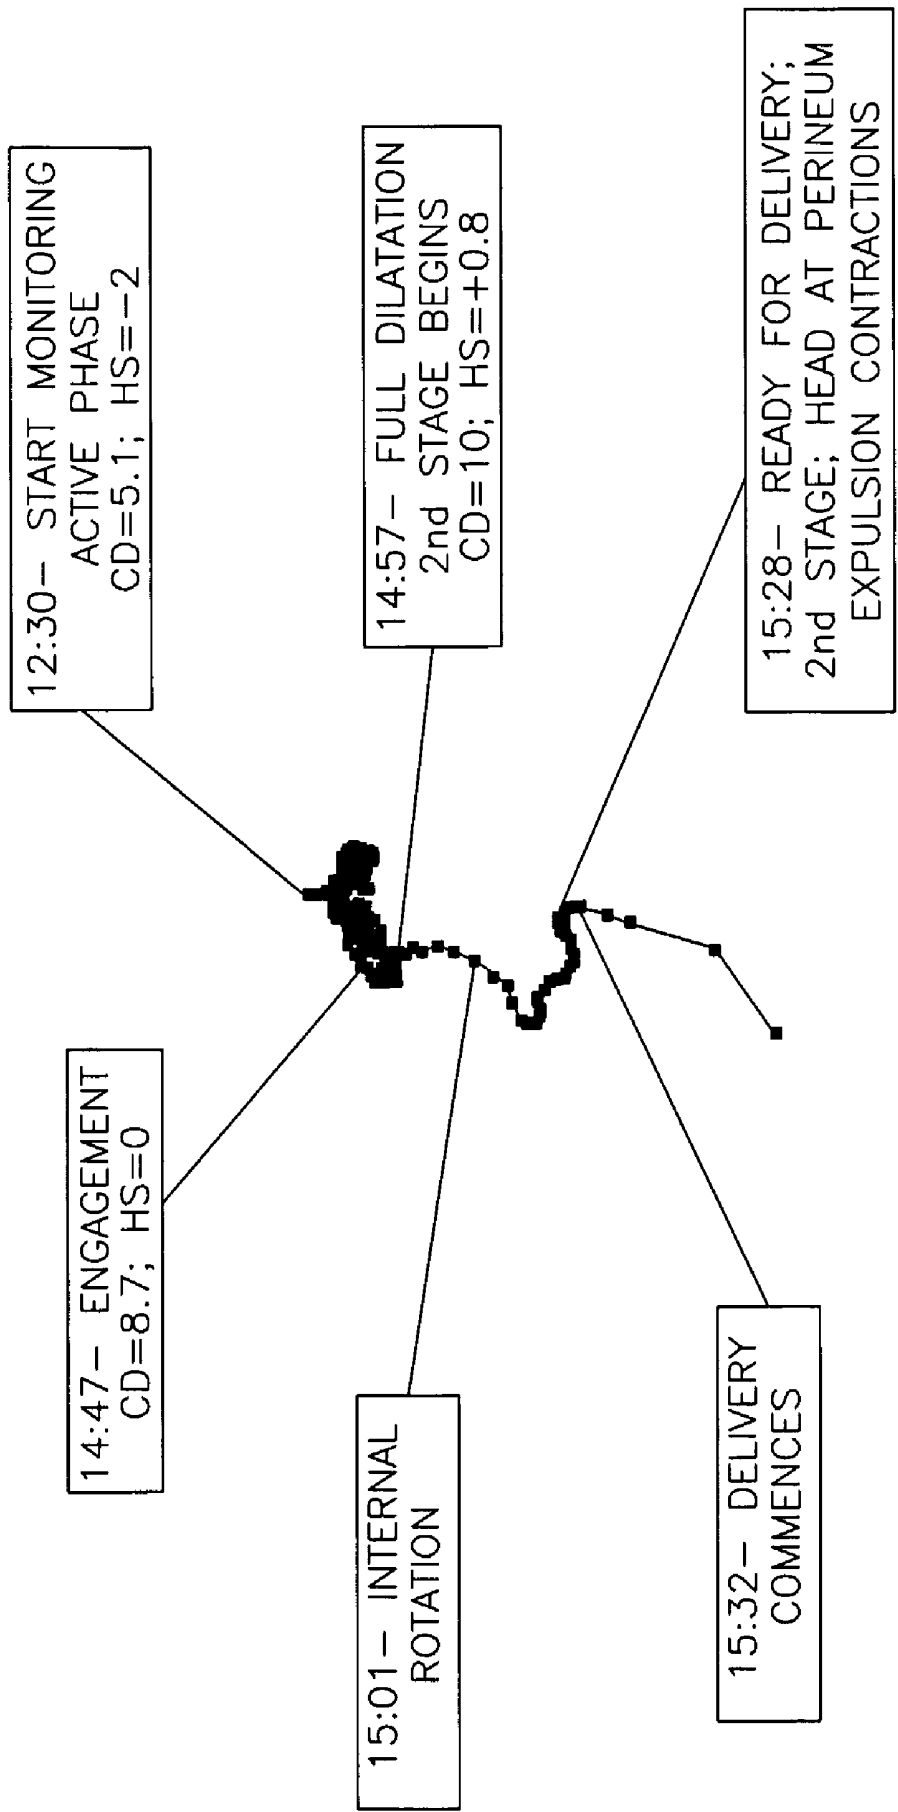 12:30- START MONITORING
ACTIVE PHASE
CD=5.1; HS=-2
14:47- ENGAGEMENT
CD=8.7; HS=0
14:57- FULL DILATATION
2nd STAGE BEGINS
CD=10; HS=+0.8
15:01- INTERNAL
ROTATION
15:28- READY FOR DELIVERY;
2nd STAGE; HEAD AT PERINEUM
EXPULSION CONTRACTIONS
15:32- DELIVERY
COMMENCES